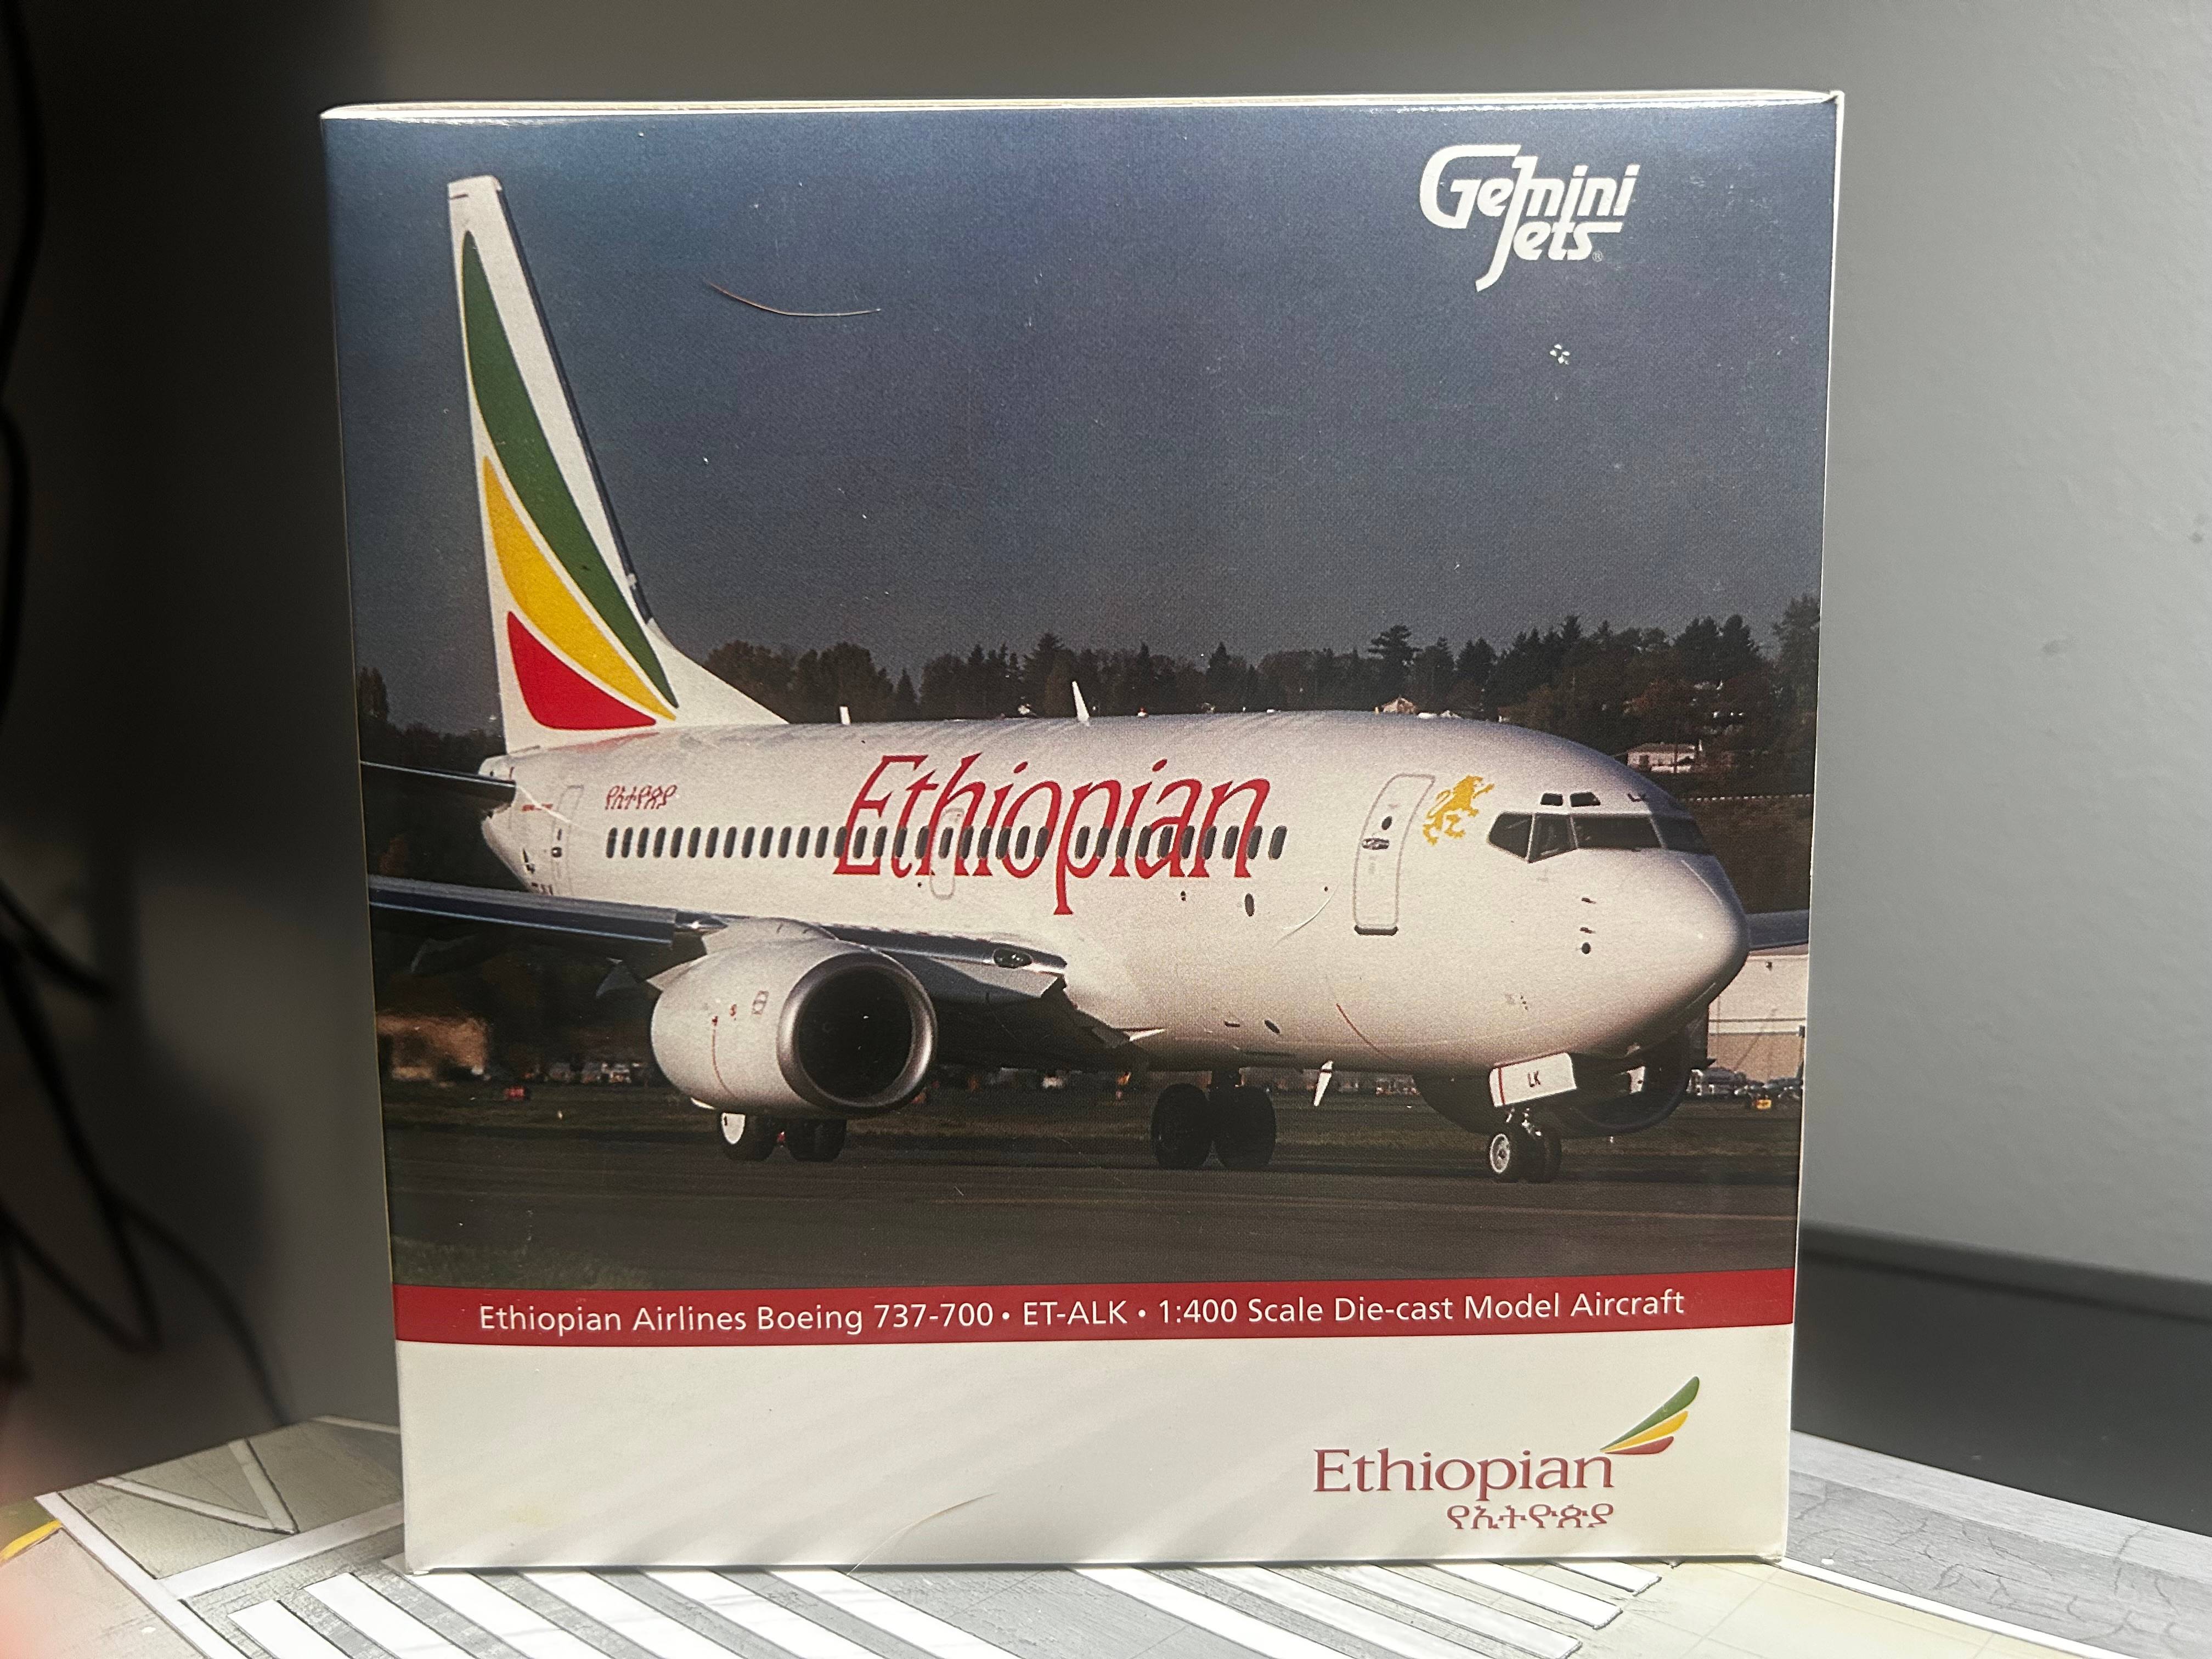 Gemini
Jets®
የኢትዮጵያ
Ethiopian
LK
Ethiopian Airlines Boeing 737-700 • ET-ALK • 1:400 Scale Die-cast Model Aircraft
Ethiopian
የኢትዮጵያ